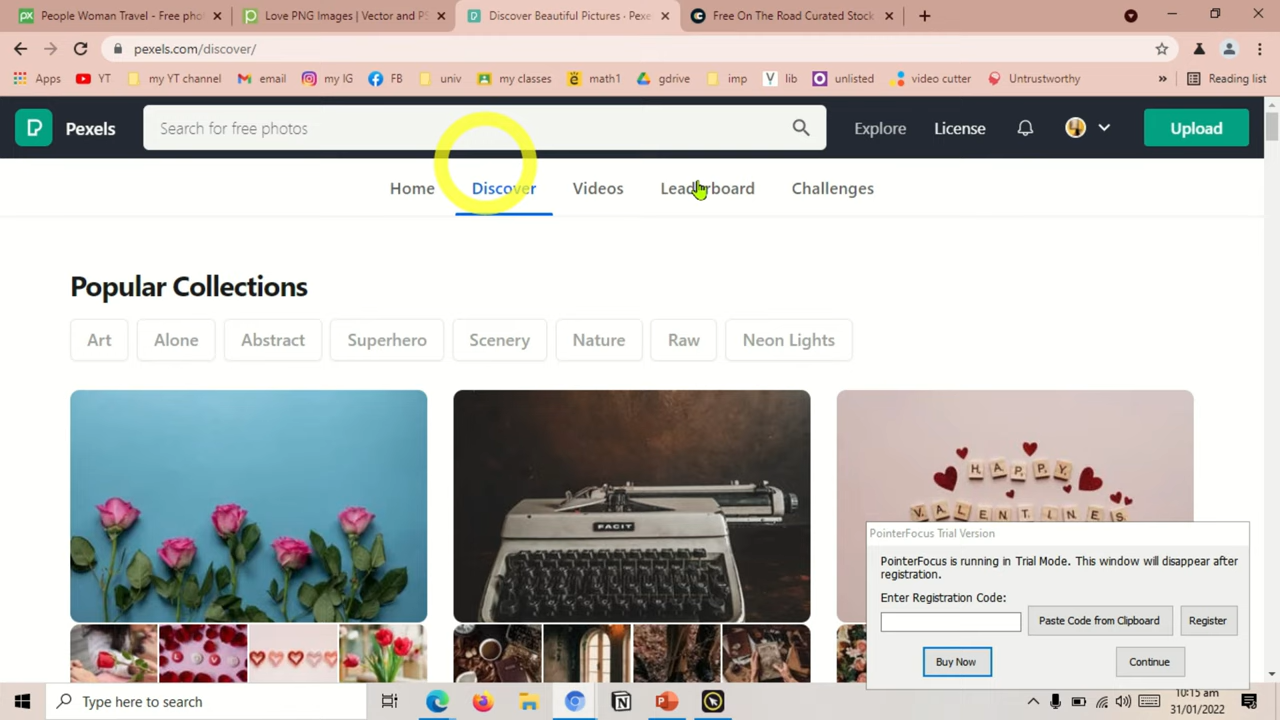 People Woman Travel - Free pho
Love PNG Images | Vector and PS
Discover Beautiful Pictures · Pexe
Free On The Road Curated Stock
pexels.com/discover/
Apps
YT
my YT channel
email
my IG
FB
univ
my classes
math1
gdrive
imp
lib
unlisted
video cutter
Untrustworthy
»
Reading list
Pexels
Search for free photos
Explore
License
Upload
Home
Discover
Videos
Leaderboard
Challenges
Popular Collections
Art
Alone
Abstract
Superhero
Scenery
Nature
Raw
Neon Lights
FACIT
HAPPY
VALENTINES
PointerFocus Trial Version
PointerFocus is running in Trial Mode. This window will disappear after
registration.
Enter Registration Code:
Paste Code from Clipboard
Register
Buy Now
Continue
Type here to search
10:15 am
31/01/2022